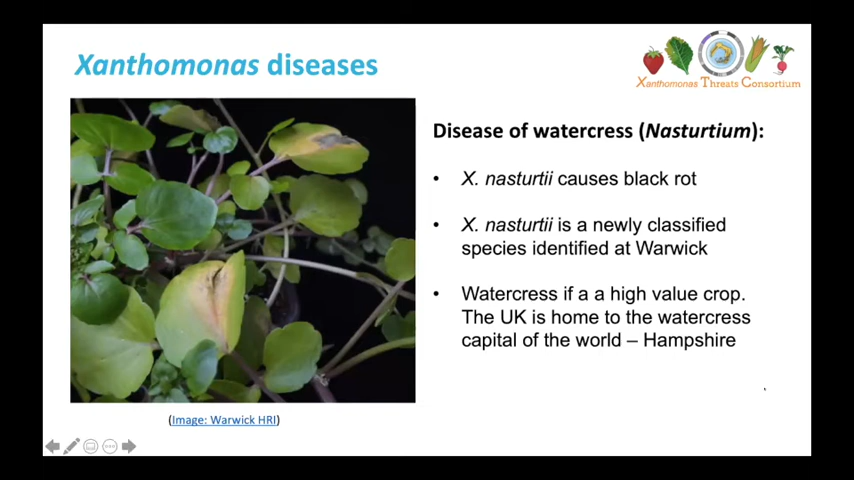 Xanthomonas diseases
Xanthomonas Threats Consortium
Disease of watercress (Nasturtium):
• X. nasturtii causes black rot
• X. nasturtii is a newly classified
species identified at Warwick
• Watercress if a a high value crop.
The UK is home to the watercress
capital of the world – Hampshire
(Image: Warwick HRI)